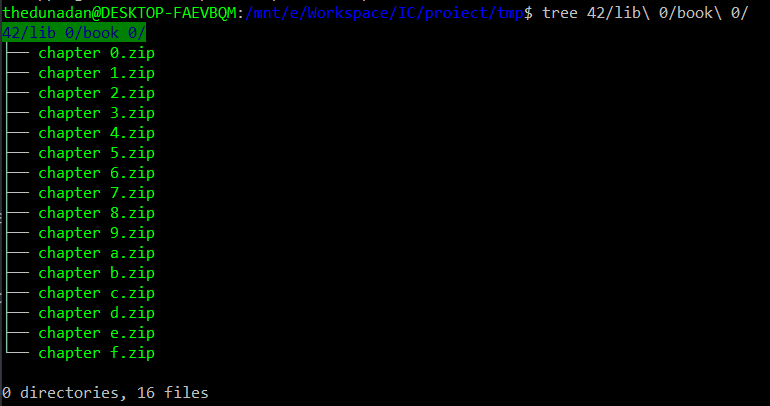 thedunadan@DESKTOP-FAEVBQM:/mnt/e/Workspace/IC/project/tmp$ tree 42/lib\ 0/book\ 0/
42/lib 0/book 0/
├── chapter 0.zip
├── chapter 1.zip
├── chapter 2.zip
├── chapter 3.zip
├── chapter 4.zip
├── chapter 5.zip
├── chapter 6.zip
├── chapter 7.zip
├── chapter 8.zip
├── chapter 9.zip
├── chapter a.zip
├── chapter b.zip
├── chapter c.zip
├── chapter d.zip
├── chapter e.zip
└── chapter f.zip
0 directories, 16 files